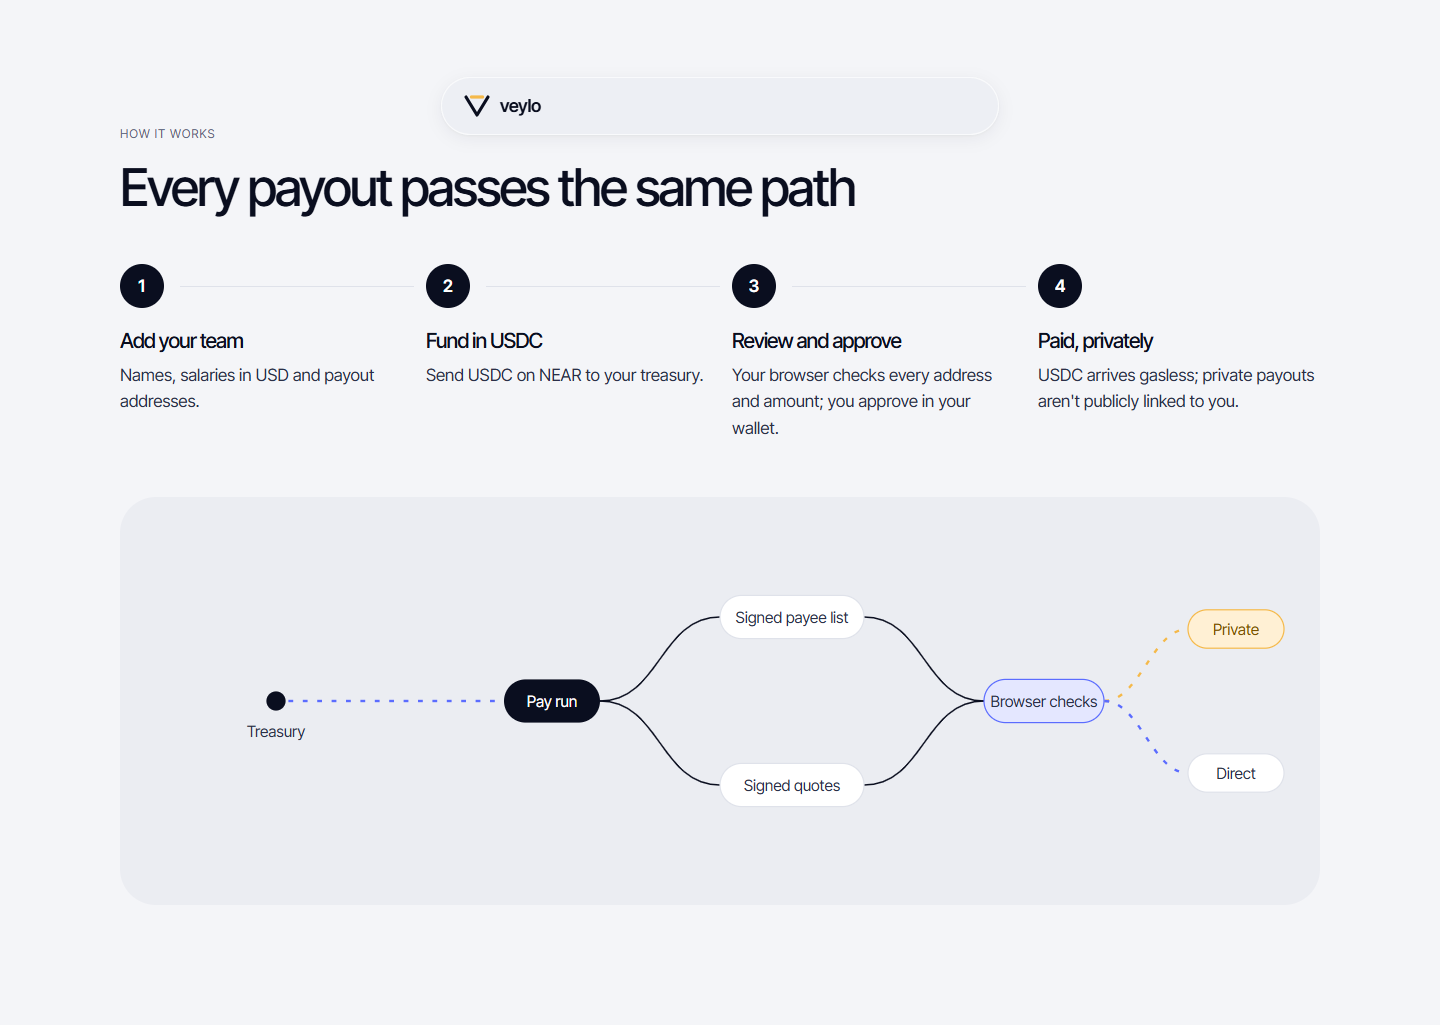 veylo
HOW IT WORKS
Every payout passes the same path
1
2
3
4
Add your team
Names, salaries in USD and payout
addresses.
Fund in USDC
Send USDC on NEAR to your treasury.
Review and approve
Your browser checks every address
and amount; you approve in your
wallet.
Paid, privately
USDC arrives gasless; private payouts
aren't publicly linked to you.
Treasury
Pay run
Signed payee list
Signed quotes
Browser checks
Private
Direct